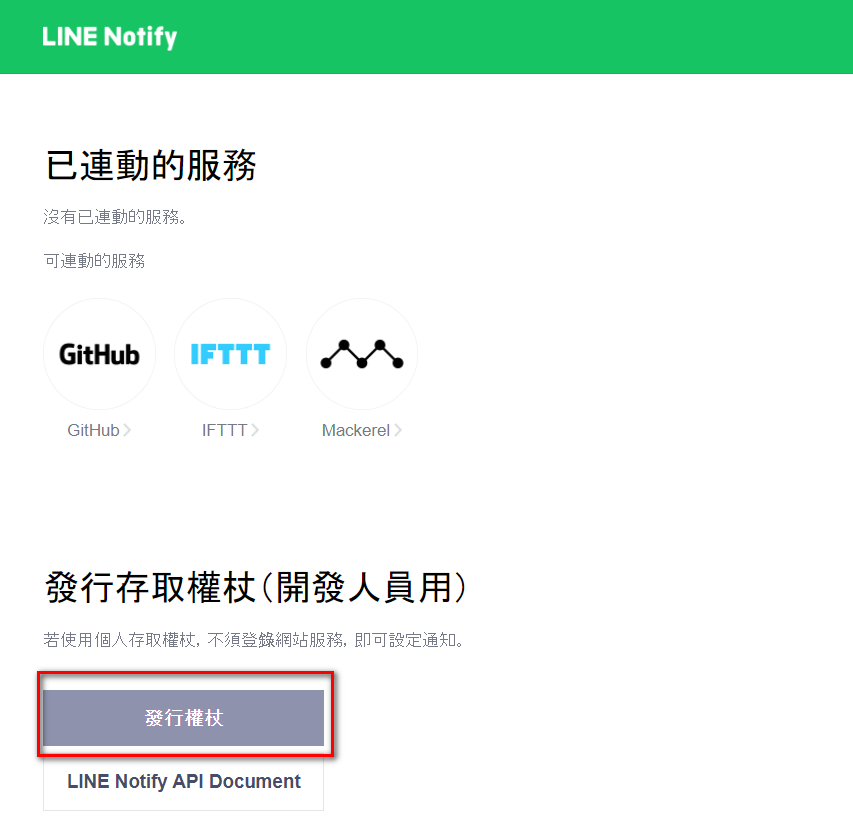 LINE Notify
已連動的服務
沒有已連動的服務。
可連動的服務
GitHub
IFTTT
GitHub
IFTTT
Mackerel
發行存取權杖(開發人員用)
若使用個人存取權杖, 不須登錄網站服務, 即可設定通知。
發行權杖
LINE Notify API Document